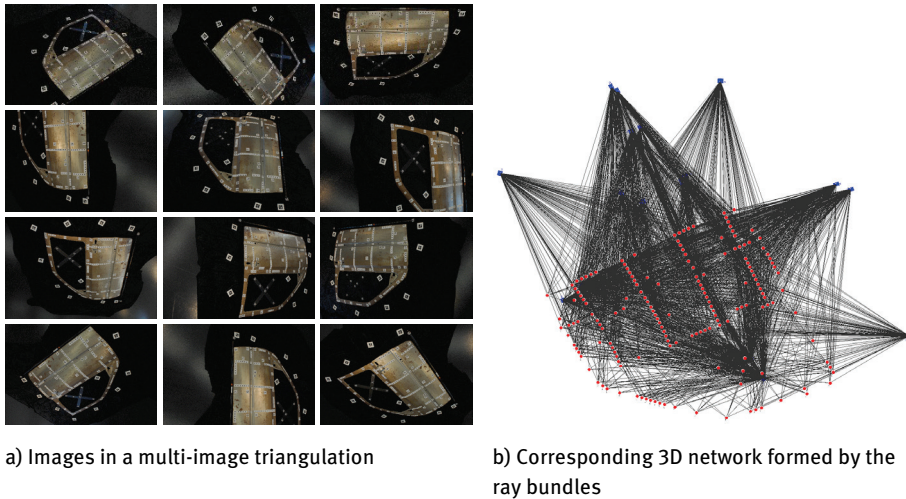 a) Images in a multi-image triangulation
b) Corresponding 3D network formed by the
ray bundles